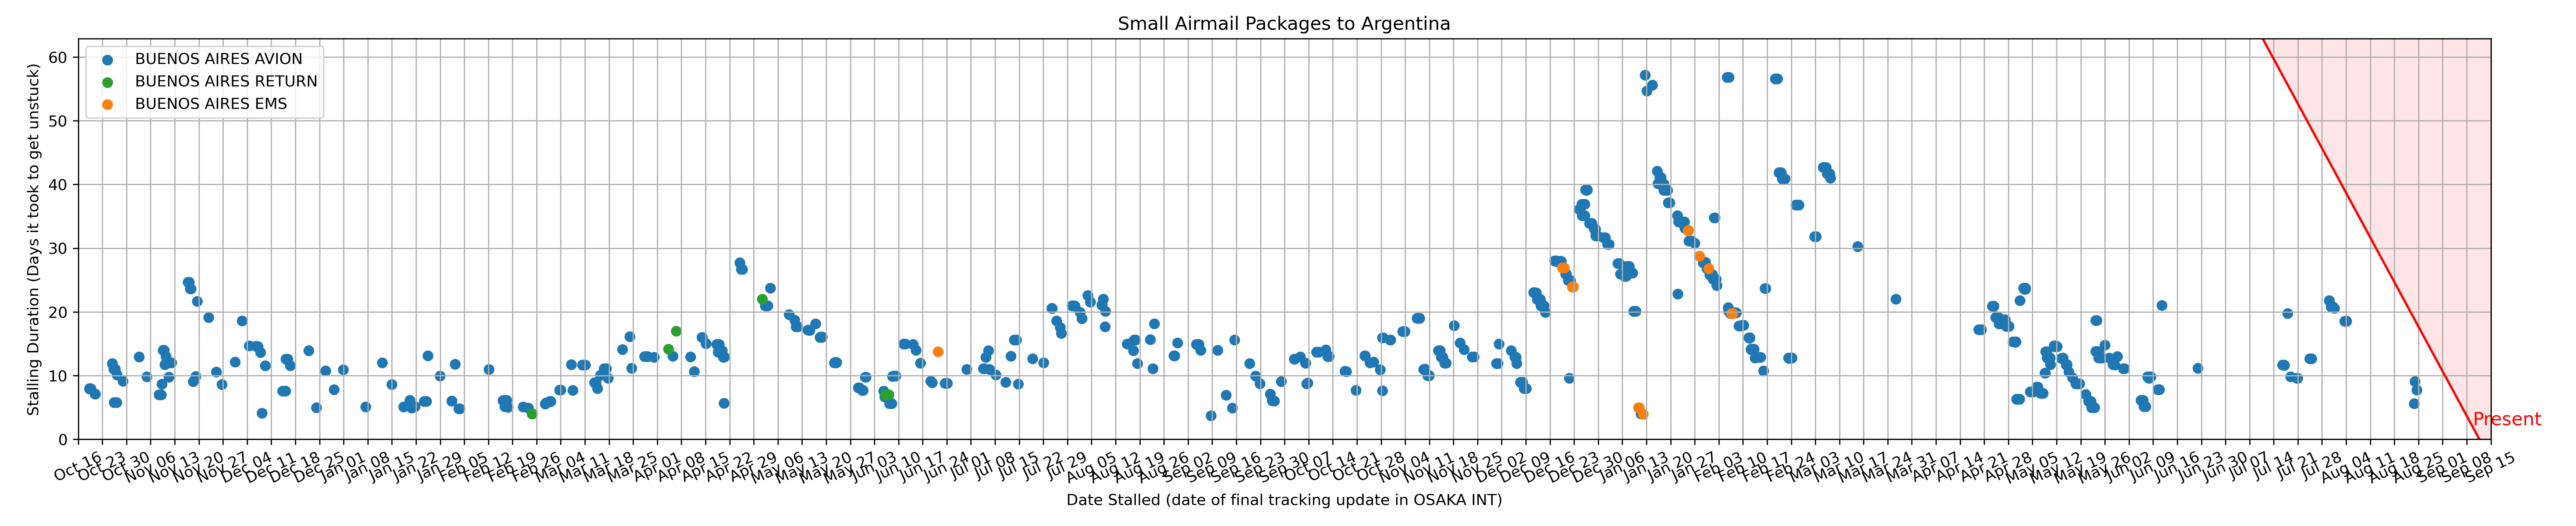 Small Airmail Packages to Argentina
BUENOS AIRES AVION
BUENOS AIRES RETURN
BUENOS AIRES EMS
Stalling Duration (Days it took to get unstuck)
60
50
40
30
20
10
0
Present
Oct 16
Oct 23
Oct 30
Nov 06
Nov 13
Nov 20
Nov 27
Dec 04
Dec 11
Dec 18
Dec 25
Jan 01
Jan 08
Jan 15
Jan 22
Jan 29
Feb 05
Feb 12
Feb 19
Feb 26
Mar 04
Mar 11
Mar 18
Mar 25
Apr 01
Apr 08
Apr 15
Apr 22
Apr 29
May 06
May 13
May 20
May 27
Jun 03
Jun 10
Jun 17
Jun 24
Jul 01
Jul 08
Jul 15
Jul 22
Jul 29
Aug 05
Aug 12
Aug 19
Aug 26
Sep 02
Sep 09
Sep 16
Sep 23
Sep 30
Oct 07
Oct 14
Oct 21
Oct 28
Nov 04
Nov 11
Nov 18
Nov 25
Dec 02
Dec 09
Dec 16
Dec 23
Dec 30
Jan 06
Jan 13
Jan 20
Jan 27
Feb 03
Feb 10
Feb 17
Feb 24
Mar 03
Mar 10
Mar 17
Mar 24
Mar 31
Apr 07
Apr 14
Apr 21
Apr 28
May 05
May 12
May 19
May 26
Jun 02
Jun 09
Jun 16
Jun 23
Jun 30
Jul 07
Jul 14
Jul 21
Jul 28
Aug 04
Aug 11
Aug 18
Aug 25
Sep 01
Sep 08
Sep 15
Date Stalled (date of final tracking update in OSAKA INT)